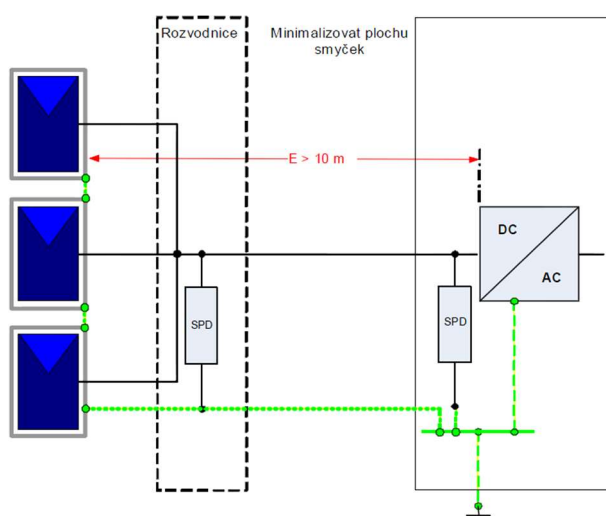 Rozvodnice
Minimalizovat plochu
smyček
E > 10 m
DC
AC
SPD
SPD